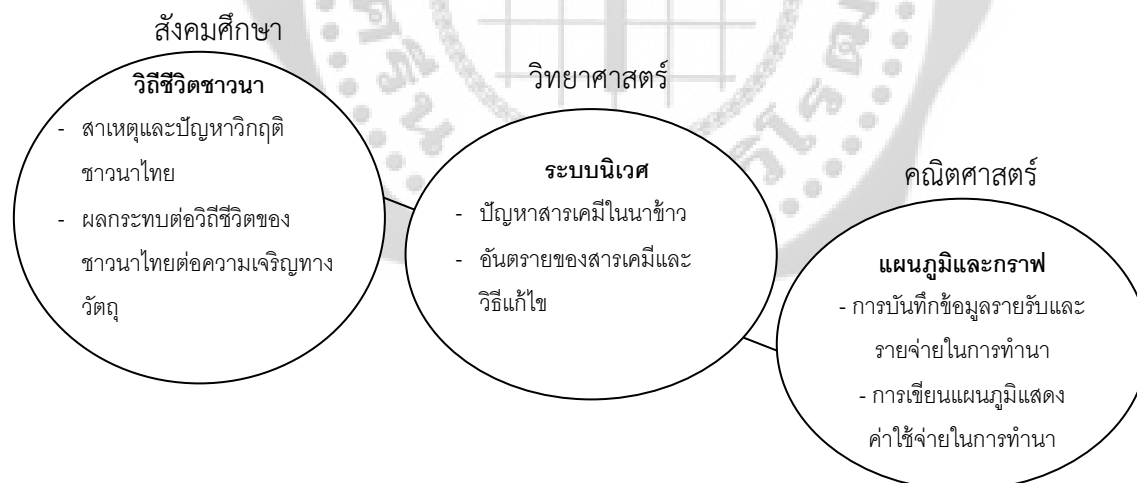 สังคมศึกษา
วิถีชีวิตชาวนา
- สาเหตุและปัญหาวิกฤติ
ชาวนาไทย
- ผลกระทบต่อวิถีชีวิตของ
ชาวนาไทยต่อความเจริญทาง
วัตถุ
วิทยาศาสตร์
ระบบนิเวศ
- ปัญหาสารเคมีในนาข้าว
- อันตรายของสารเคมีและ
วิธีแก้ไข
คณิตศาสตร์
แผนภูมิและกราฟ
- การบันทึกข้อมูลรายรับและ
รายจ่ายในการทำนา
- การเขียนแผนภูมิแสดง
ค่าใช้จ่ายในการทำนา